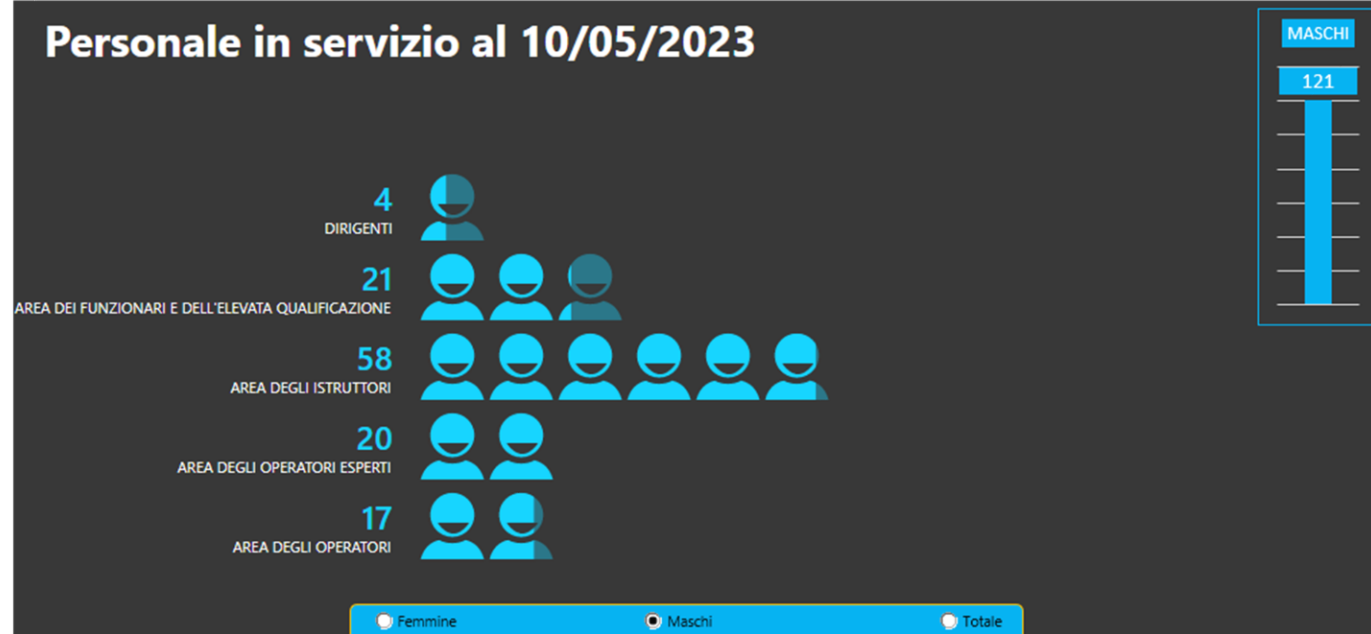 Personale in servizio al 10/05/2023
MASCHI
121
4
DIRIGENTI
21
AREA DEI FUNZIONARI E DELL'ELEVATA QUALIFICAZIONE
58
AREA DEGLI ISTRUTTORI
20
AREA DEGLI OPERATORI ESPERTI
17
AREA DEGLI OPERATORI
Femmine Maschi Totale